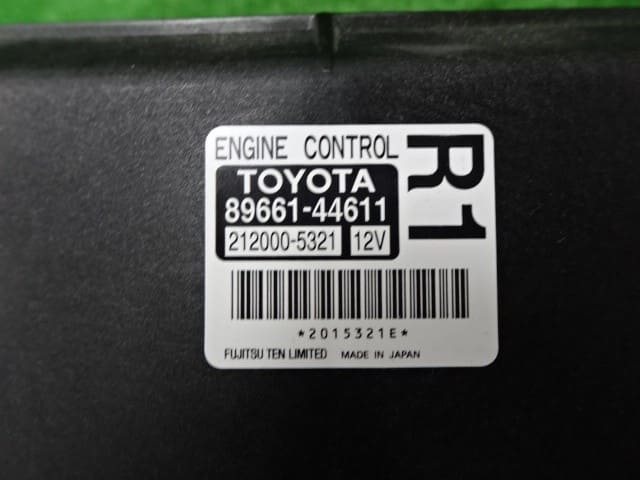 ENGINE CONTROL
R1
TOYOTA
89661-44611
212000-5321 12V
*2015321E*
FUJITSU TEN LIMITED MADE IN JAPAN